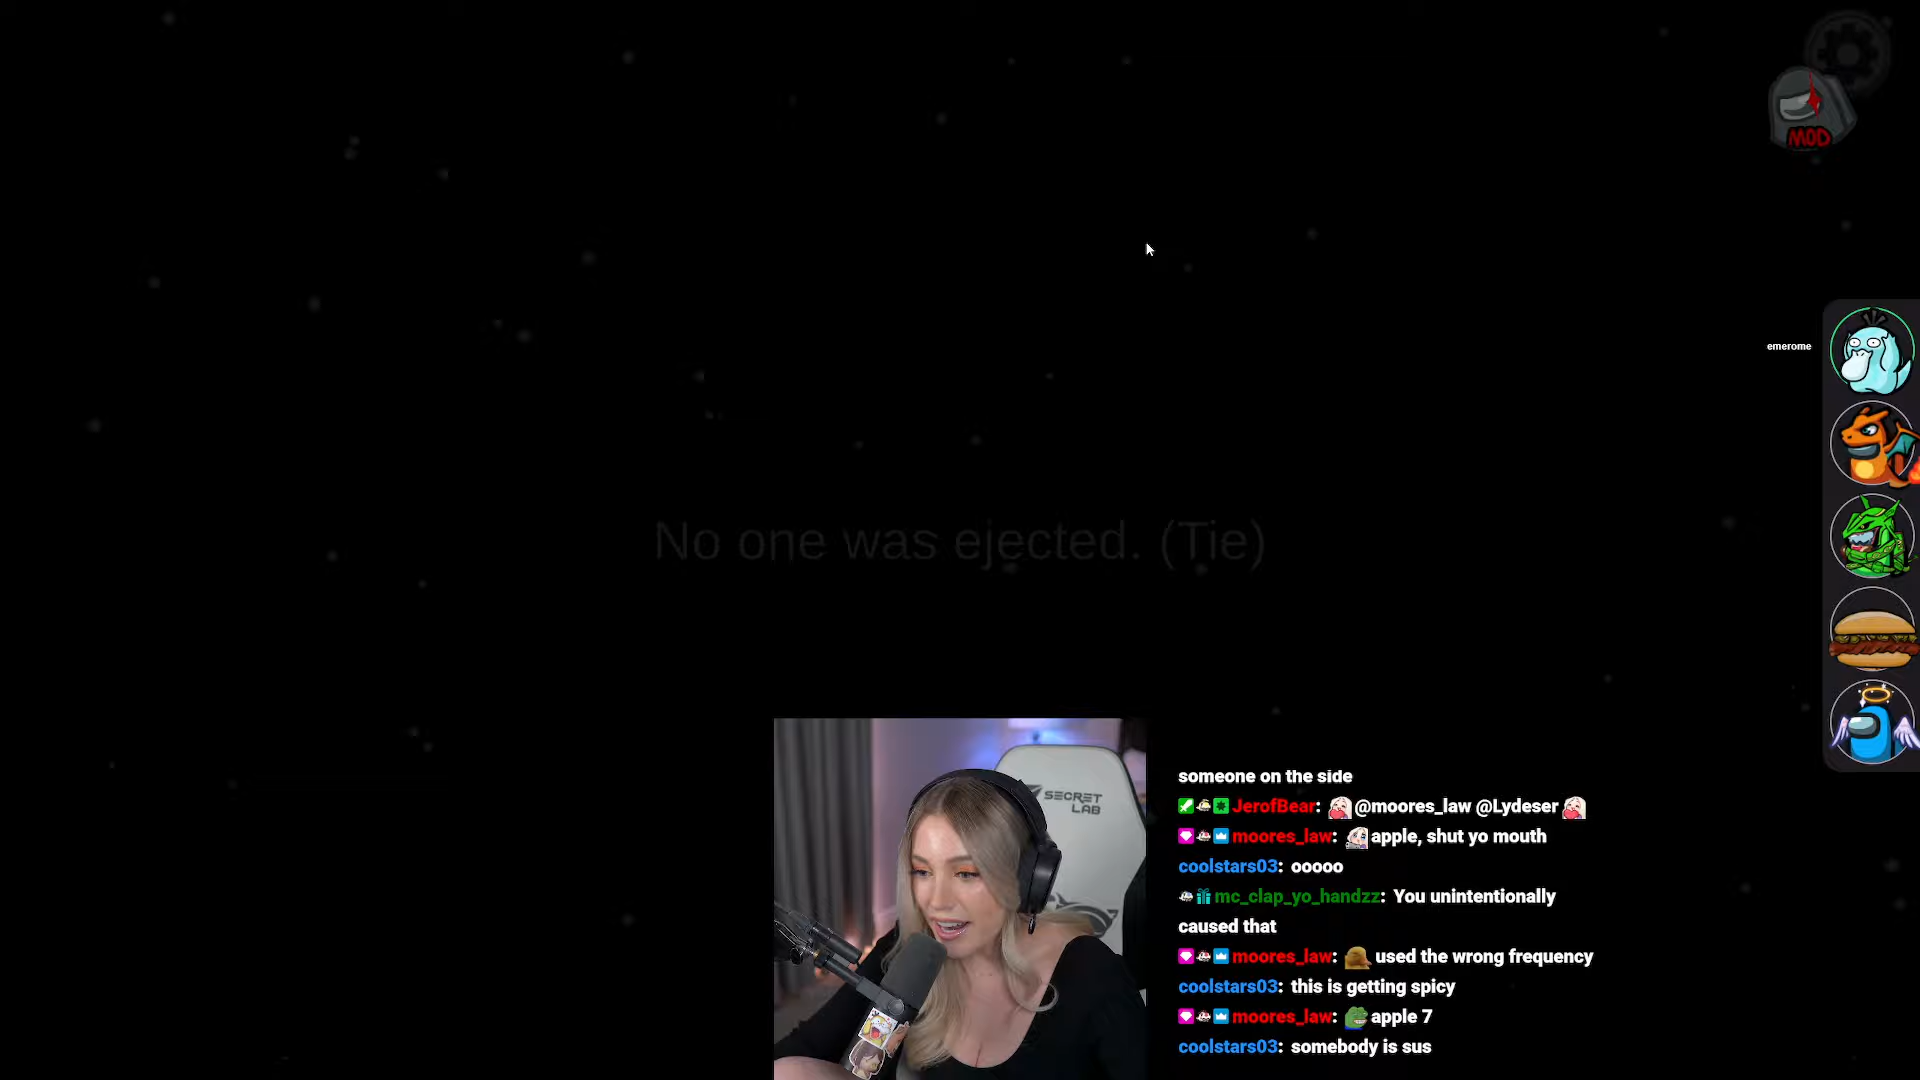 MOD
emerome
No one was ejected. (Tie)
SECRET
LAB
someone on the side
JerofBear: @moores_law @Lydeser
moores_law: apple, shut yo mouth
coolstars03: ooooo
mc_clap_yo_handzz: You unintentionally
caused that
moores_law: used the wrong frequency
coolstars03: this is getting spicy
moores_law: apple 7
coolstars03: somebody is sus